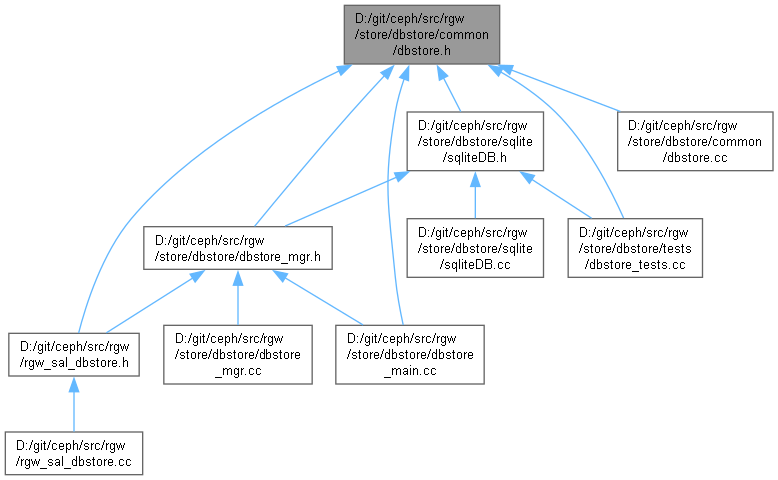 D:/git/ceph/src/rgw
/store/dbstore/common
/dbstore.h
D:/git/ceph/src/rgw
/store/dbstore/sqlite
/sqliteDB.h
D:/git/ceph/src/rgw
/store/dbstore/common
/dbstore.cc
D:/git/ceph/src/rgw
/store/dbstore/dbstore_mgr.h
D:/git/ceph/src/rgw
/store/dbstore/sqlite
/sqliteDB.cc
D:/git/ceph/src/rgw
/store/dbstore/tests
/dbstore_tests.cc
D:/git/ceph/src/rgw
/rgw_sal_dbstore.h
D:/git/ceph/src/rgw
/store/dbstore/dbstore
_mgr.cc
D:/git/ceph/src/rgw
/store/dbstore/dbstore
_main.cc
D:/git/ceph/src/rgw
/rgw_sal_dbstore.cc